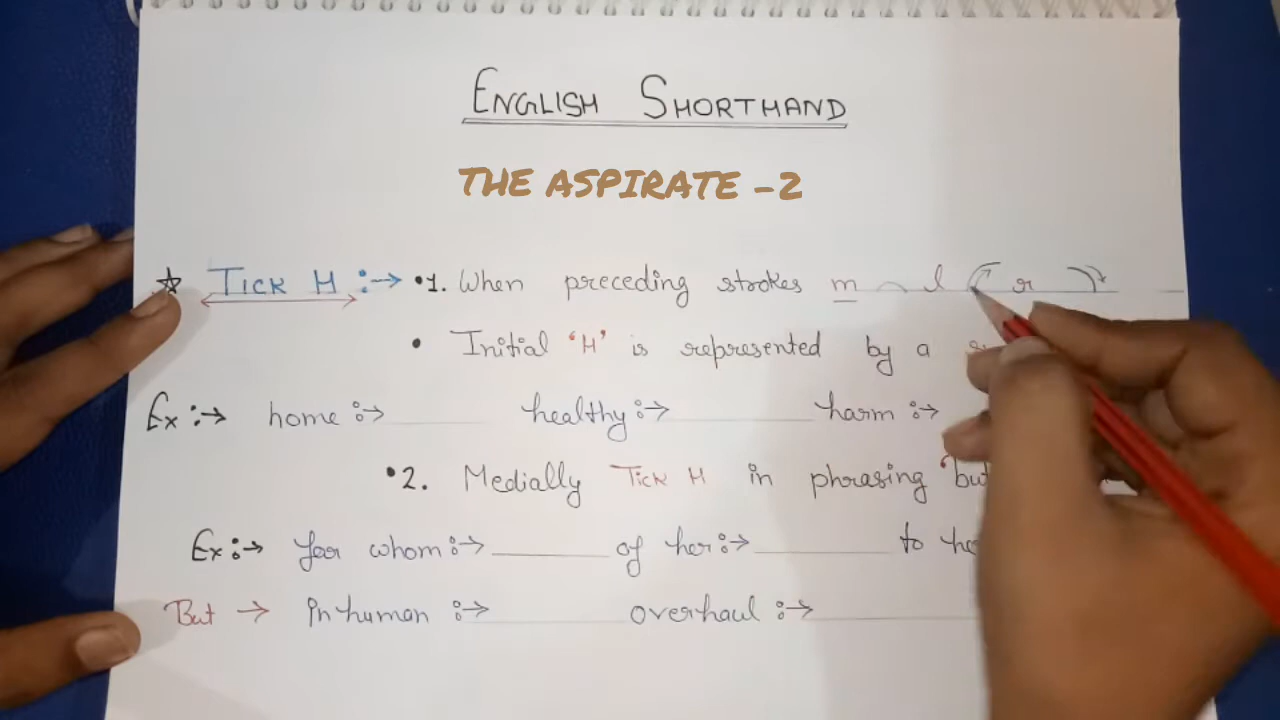 ENGLISH SHORTHAND
THE ASPIRATE -2
☆ TICK H :→ •1. When preceding strokes m l r
• Initial 'H' is represented by a
Ex :→ home :→ healthy :→ harm :→
•2. Medially TICK H in phrasing 'but
Ex :→ for whom :→ of her :→ to he
But → inhuman :→ overhaul :→